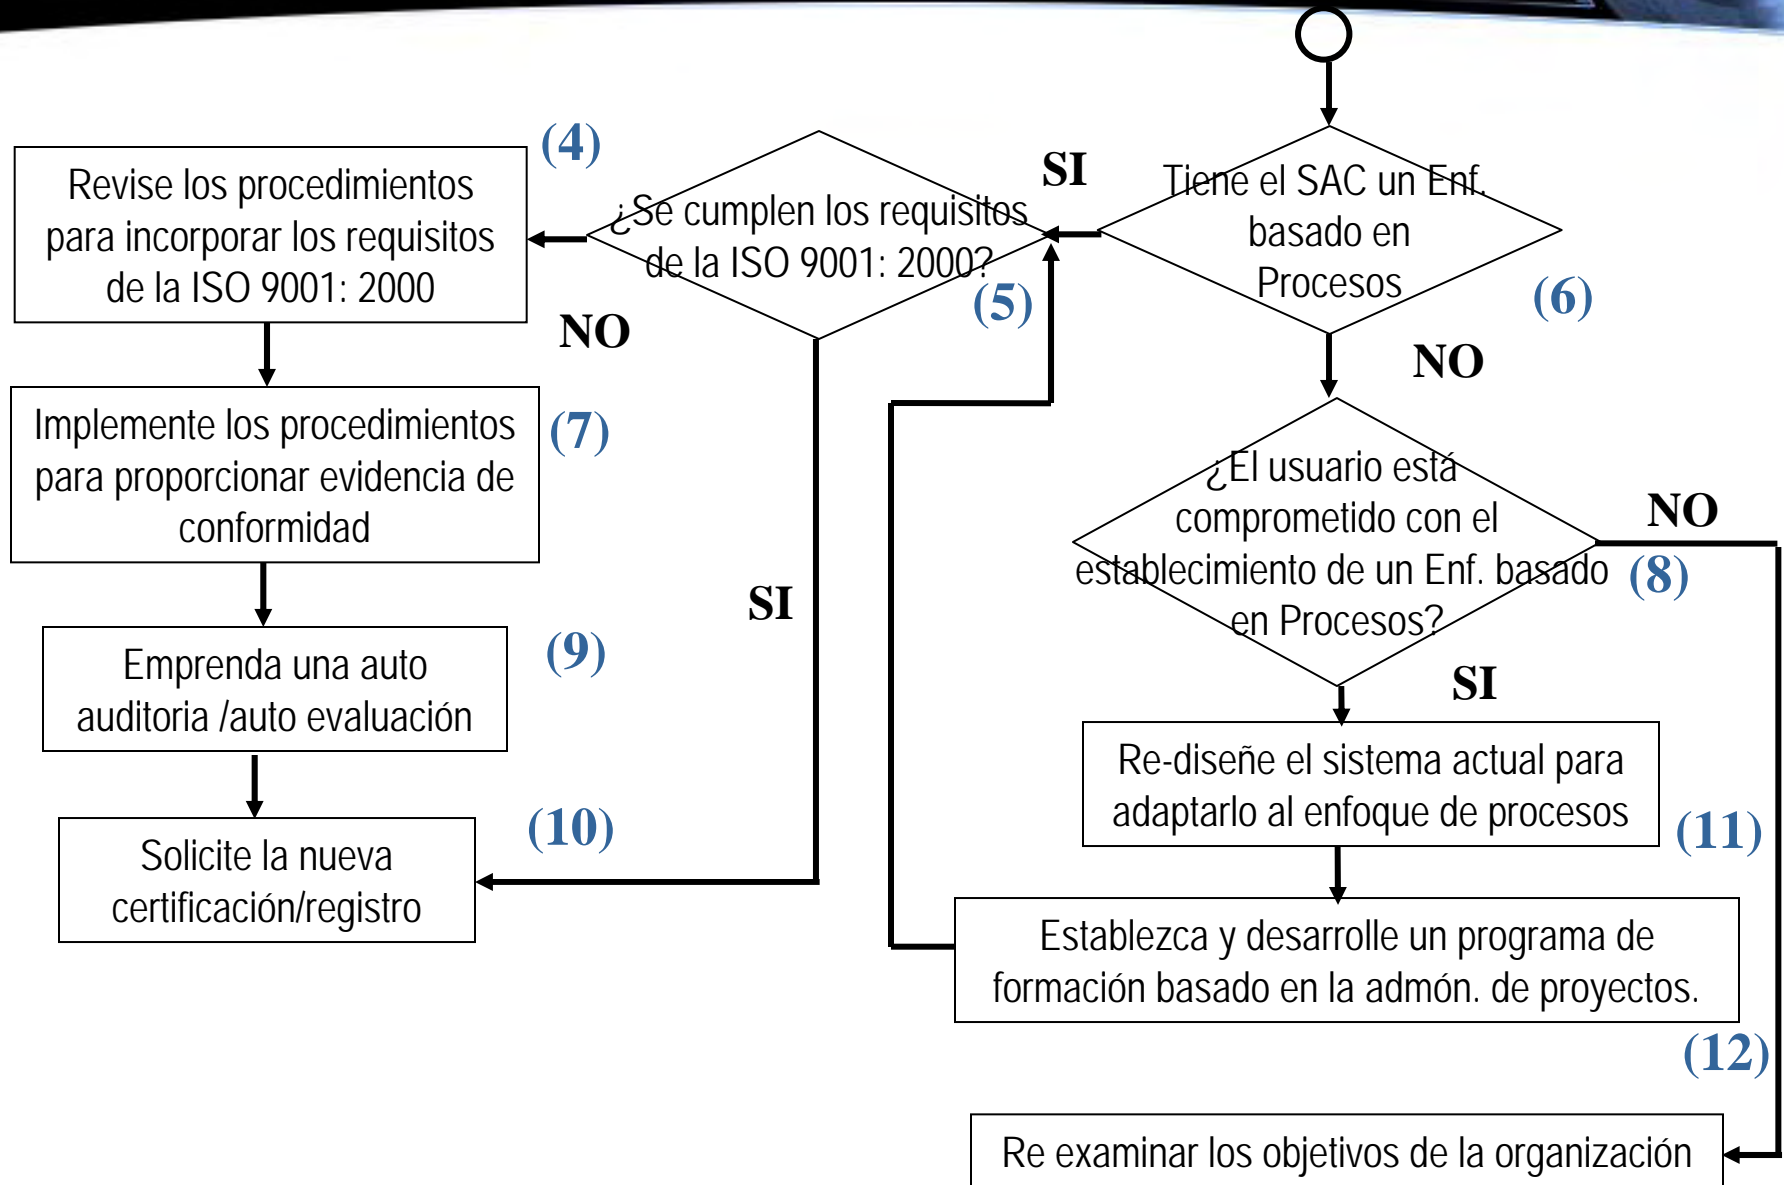 (4)
Revise los procedimientos
para incorporar los requisitos
de la ISO 9001: 2000
¿Se cumplen los requisitos
de la ISO 9001: 2000?
(5)
SI
Tiene el SAC un Enf.
basado en
Procesos
(6)
NO
NO
Implemente los procedimientos
para proporcionar evidencia de
conformidad
(7)
¿El usuario está
comprometido con el
establecimiento de un Enf. basado
en Procesos?
(8)
NO
SI
SI
Emprenda una auto
auditoria /auto evaluación
(9)
Re-diseñe el sistema actual para
adaptarlo al enfoque de procesos
(11)
Solicite la nueva
certificación/registro
(10)
Establezca y desarrolle un programa de
formación basado en la admón. de proyectos.
(12)
Re examinar los objetivos de la organización